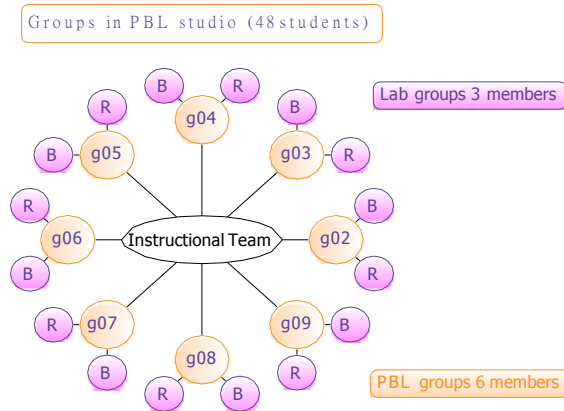 Groups in PBL studio (48 students)
B
R
R
g04
B
Lab groups 3 members
g05
g03
B
R
R
B
g06
Instructional Team
g02
B
R
R
g07
g09
B
B
g08
R
R
B
PBL groups 6 members